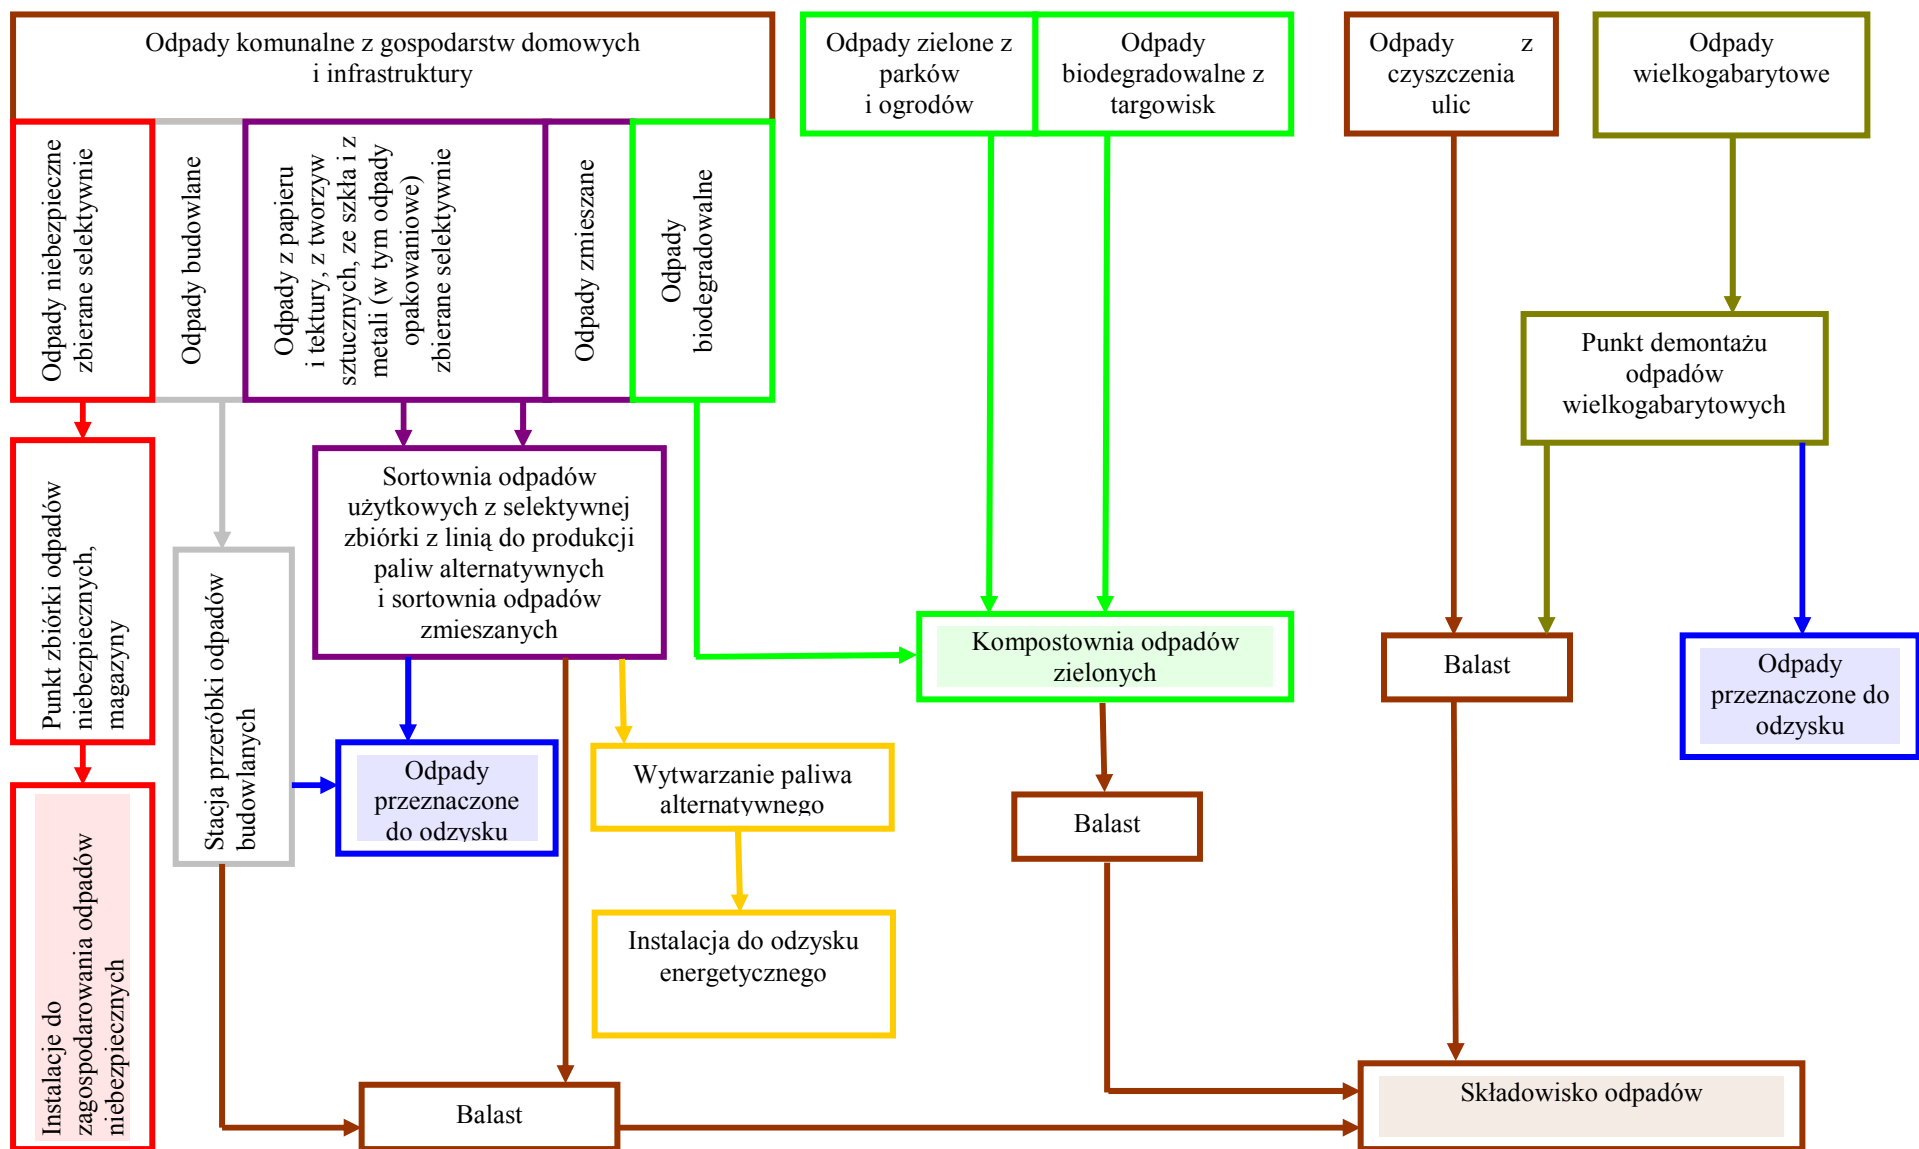 Odpady komunalne z gospodarstw domowych
i infrastruktury
Odpady zielone z
parków
i ogrodów
Odpady
biodegradowalne z
targowisk
Odpady z
czyszczenia
ulic
Odpady
wielkogabarytowe
Odpady niebezpieczne
zbierane selektywnie
Odpady budowlane
Odpady z papieru
i tektury, z tworzyw
sztucznych, ze szkła i z
metali (w tym odpady
opakowaniowe)
zbierane selektywnie
Odpady zmieszane
Odpady
biodegradowalne
Punkt demontażu
odpadów
wielkogabarytowych
Punkt zbiórki odpadów
niebezpiecznych,
magazyny
Sortownia odpadów
użytkowych z selektywnej
zbiórki z linią do produkcji
paliw alternatywnych
i sortownia odpadów
zmieszanych
Stacja przeróbki odpadów
budowlanych
Kompostownia odpadów
zielonych
Balast
Odpady
przeznaczone do
odzysku
Odpady
przeznaczone
do odzysku
Wytwarzanie paliwa
alternatywnego
Balast
Instalacje do
zagospodarowania odpadów
niebezpiecznych
Instalacja do odzysku
energetycznego
Balast
Składowisko odpadów